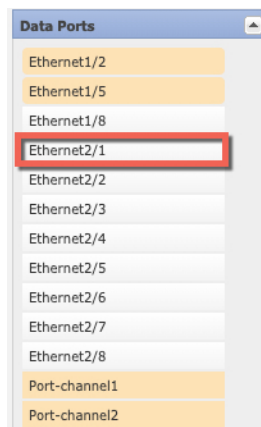 Data Ports
Ethernet1/2
Ethernet1/5
Ethernet1/8
Ethernet2/1
Ethernet2/2
Ethernet2/3
Ethernet2/4
Ethernet2/5
Ethernet2/6
Ethernet2/7
Ethernet2/8
Port-channel1
Port-channel2